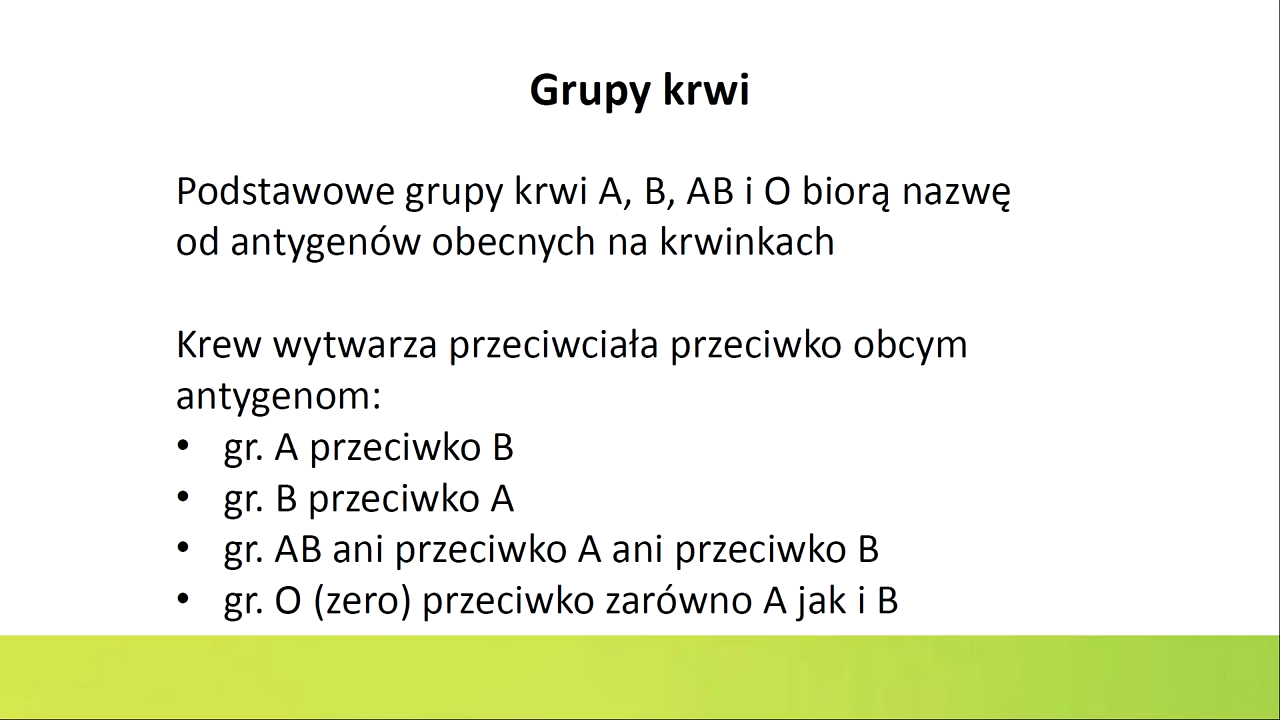 Grupy krwi
Podstawowe grupy krwi A, B, AB i O biorą nazwę
od antygenów obecnych na krwinkach
Krew wytwarza przeciwciała przeciwko obcym
antygenom:
• gr. A przeciwko B
• gr. B przeciwko A
• gr. AB ani przeciwko A ani przeciwko B
• gr. O (zero) przeciwko zarówno A jak i B